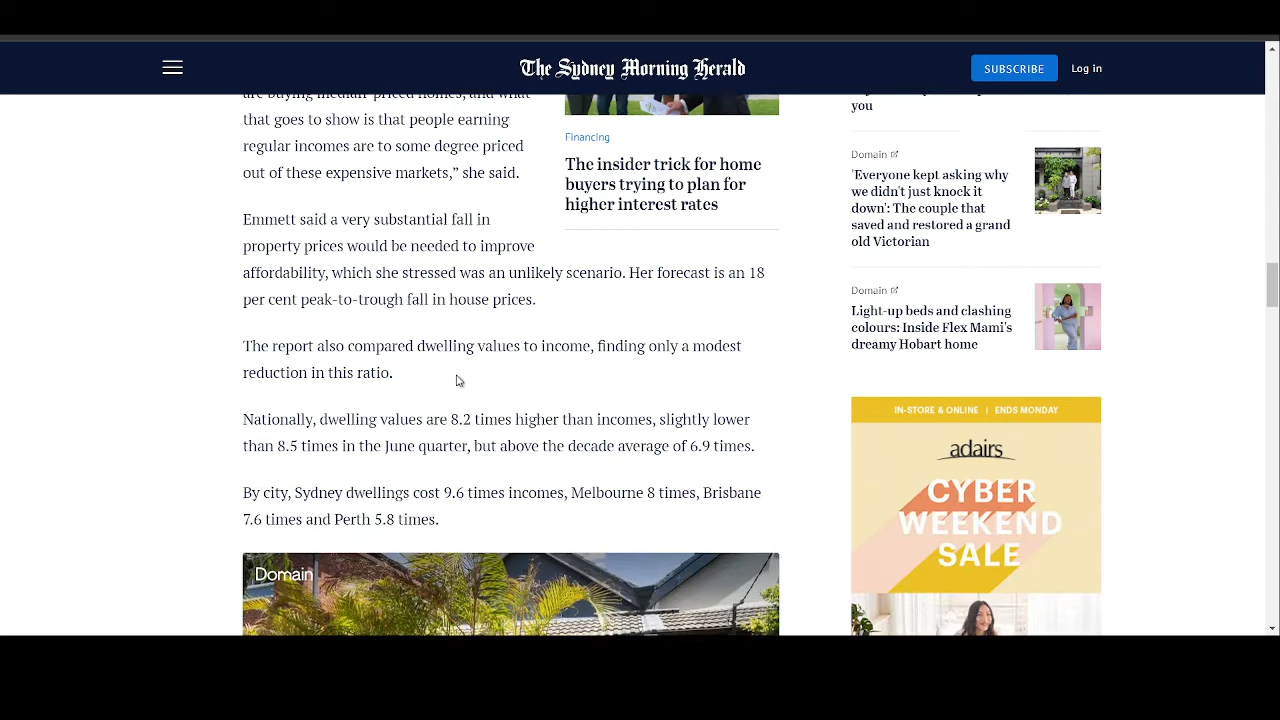 The Sydney Morning Herald
SUBSCRIBE
Log in
are buying median-priced homes, and what
that goes to show is that people earning
regular incomes are to some degree priced
out of these expensive markets,” she said.
Emmett said a very substantial fall in
property prices would be needed to improve
affordability, which she stressed was an unlikely scenario. Her forecast is an 18
per cent peak-to-trough fall in house prices.
The report also compared dwelling values to income, finding only a modest
reduction in this ratio.
Nationally, dwelling values are 8.2 times higher than incomes, slightly lower
than 8.5 times in the June quarter, but above the decade average of 6.9 times.
By city, Sydney dwellings cost 9.6 times incomes, Melbourne 8 times, Brisbane
7.6 times and Perth 5.8 times.
Domain
Financing
The insider trick for home
buyers trying to plan for
higher interest rates
you
Domain
'Everyone kept asking why
we didn't just knock it
down': The couple that
saved and restored a grand
old Victorian
Domain
Light-up beds and clashing
colours: Inside Flex Mami's
dreamy Hobart home
IN-STORE & ONLINE | ENDS MONDAY
adairs
CYBER
WEEKEND
SALE